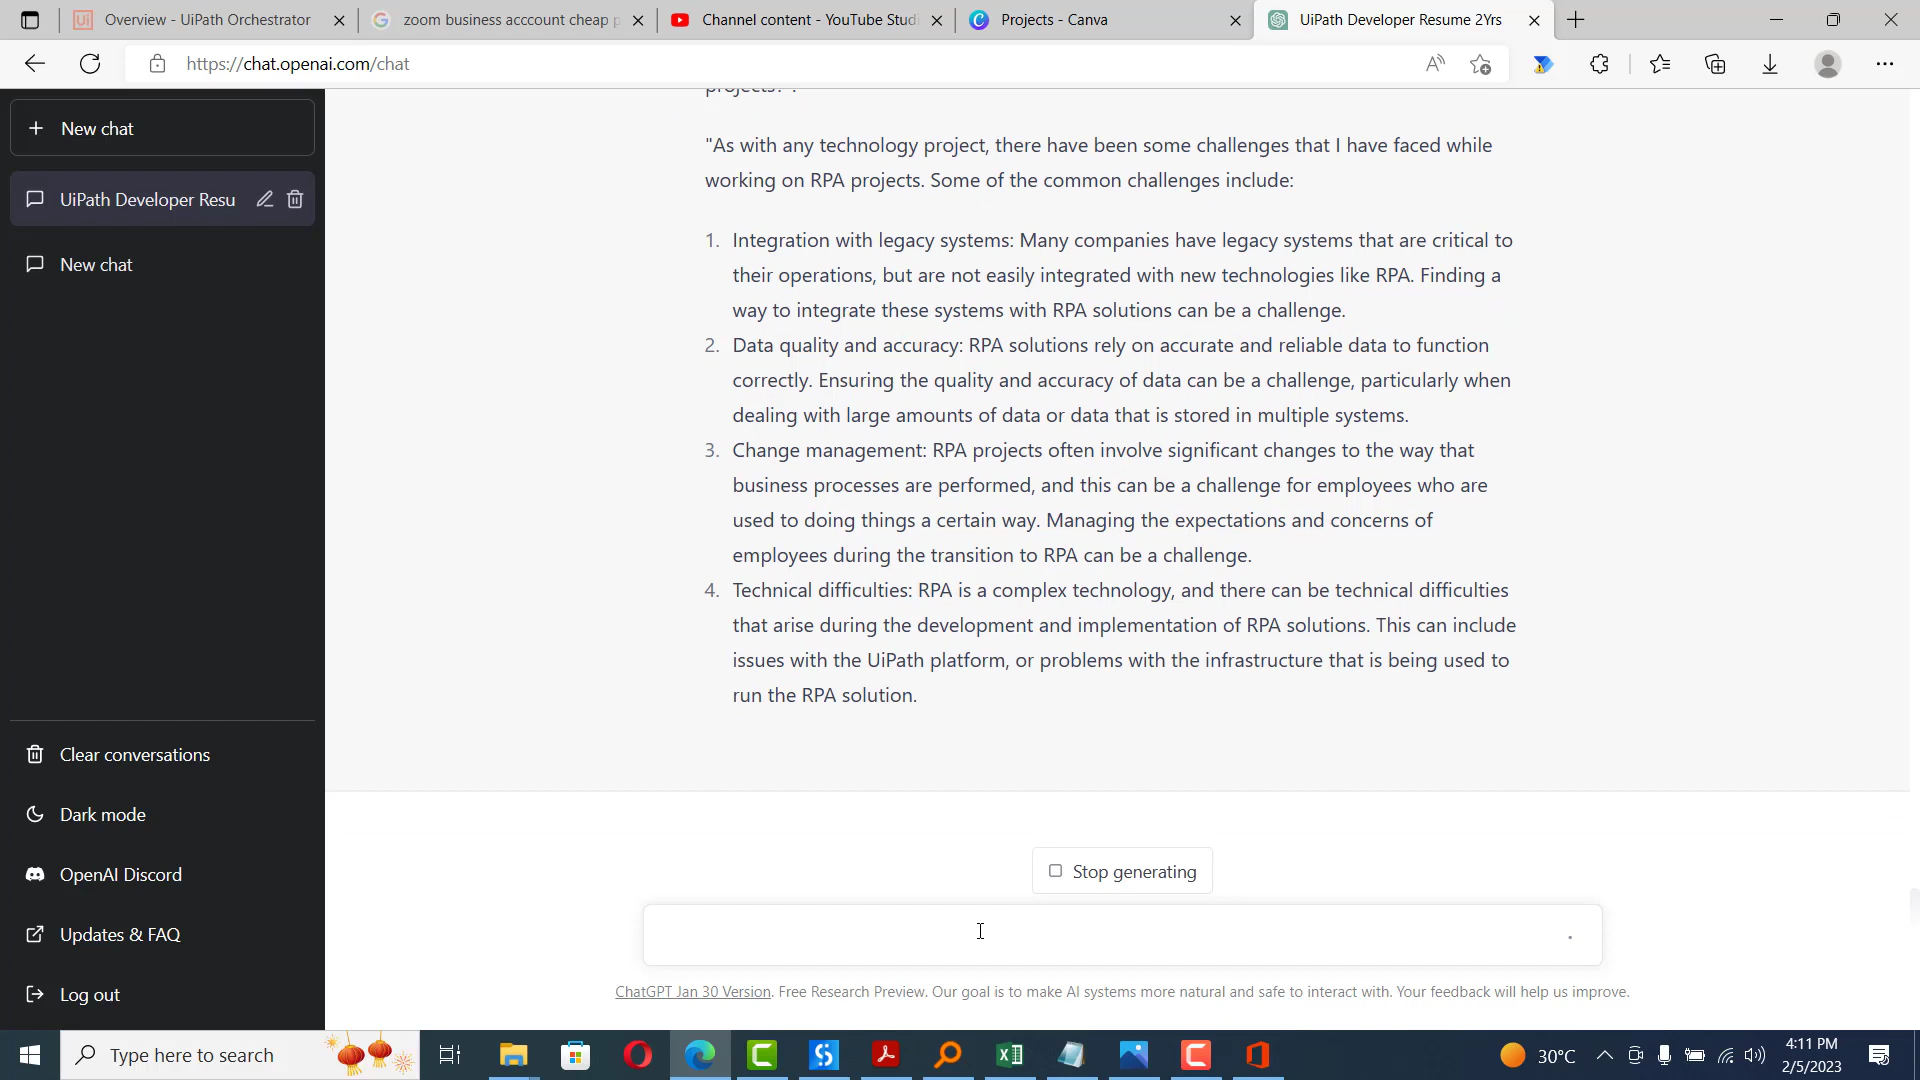 Overview - UiPath Orchestrator
zoom business acccount cheap p
Channel content - YouTube Stud
Projects - Canva
UiPath Developer Resume 2Yrs
https://chat.openai.com/chat
New chat
UiPath Developer Resu
New chat
projects?".
"As with any technology project, there have been some challenges that I have faced while
working on RPA projects. Some of the common challenges include:
1. Integration with legacy systems: Many companies have legacy systems that are critical to
their operations, but are not easily integrated with new technologies like RPA. Finding a
way to integrate these systems with RPA solutions can be a challenge.
2. Data quality and accuracy: RPA solutions rely on accurate and reliable data to function
correctly. Ensuring the quality and accuracy of data can be a challenge, particularly when
dealing with large amounts of data or data that is stored in multiple systems.
3. Change management: RPA projects often involve significant changes to the way that
business processes are performed, and this can be a challenge for employees who are
used to doing things a certain way. Managing the expectations and concerns of
employees during the transition to RPA can be a challenge.
4. Technical difficulties: RPA is a complex technology, and there can be technical difficulties
that arise during the development and implementation of RPA solutions. This can include
issues with the UiPath platform, or problems with the infrastructure that is being used to
run the RPA solution.
Clear conversations
Dark mode
OpenAI Discord
Updates & FAQ
Log out
Stop generating
ChatGPT Jan 30 Version. Free Research Preview. Our goal is to make AI systems more natural and safe to interact with. Your feedback will help us improve.
Type here to search
30°C
4:11 PM
2/5/2023